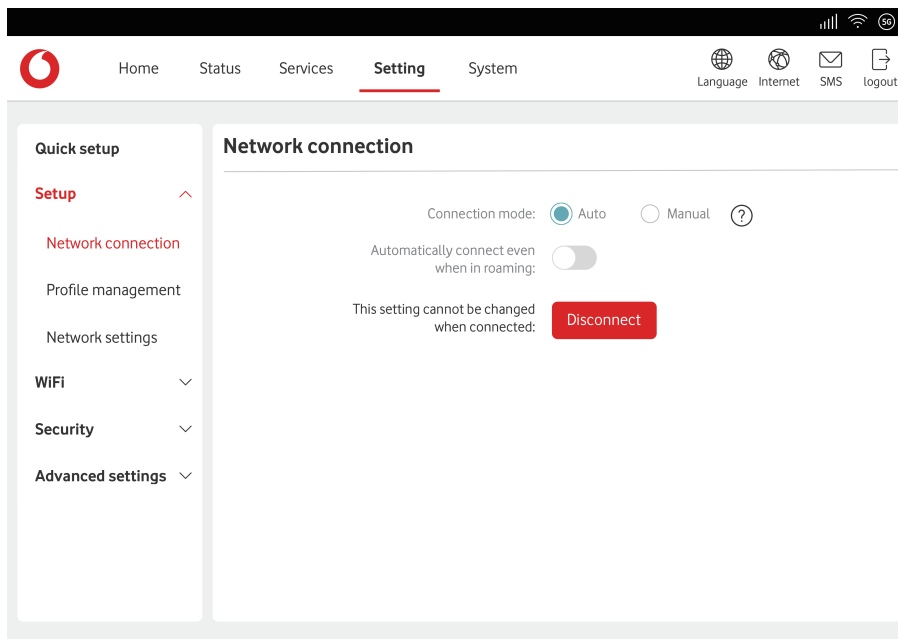 5G
Home Status Services Setting System
Language Internet SMS logout
Quick setup
Setup
Network connection
Profile management
Network settings
WiFi
Security
Advanced settings
Network connection
Connection mode: Auto Manual ?
Automatically connect even
when in roaming:
This setting cannot be changed
when connected:
Disconnect